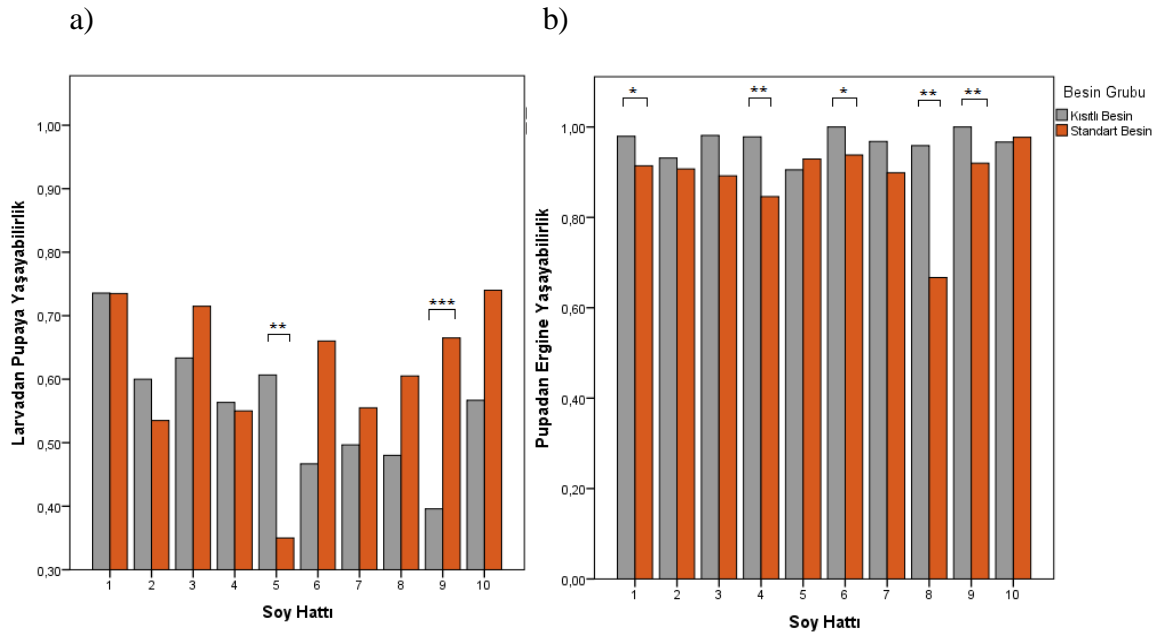 a)
Larvadan Pupaya Yaşayabilirlik
1,00
0,90
0,80
0,70
0,60
0,50
0,40
0,30
**
***
1 2 3 4 5 6 7 8 9 10
Soy Hattı
b)
Pupadan Ergine Yaşayabilirlik
1,00
0,80
0,60
0,40
0,20
0,00
* ** * ** **
1 2 3 4 5 6 7 8 9 10
Soy Hattı
Besin Grubu
Kısıtlı Besin
Standart Besin